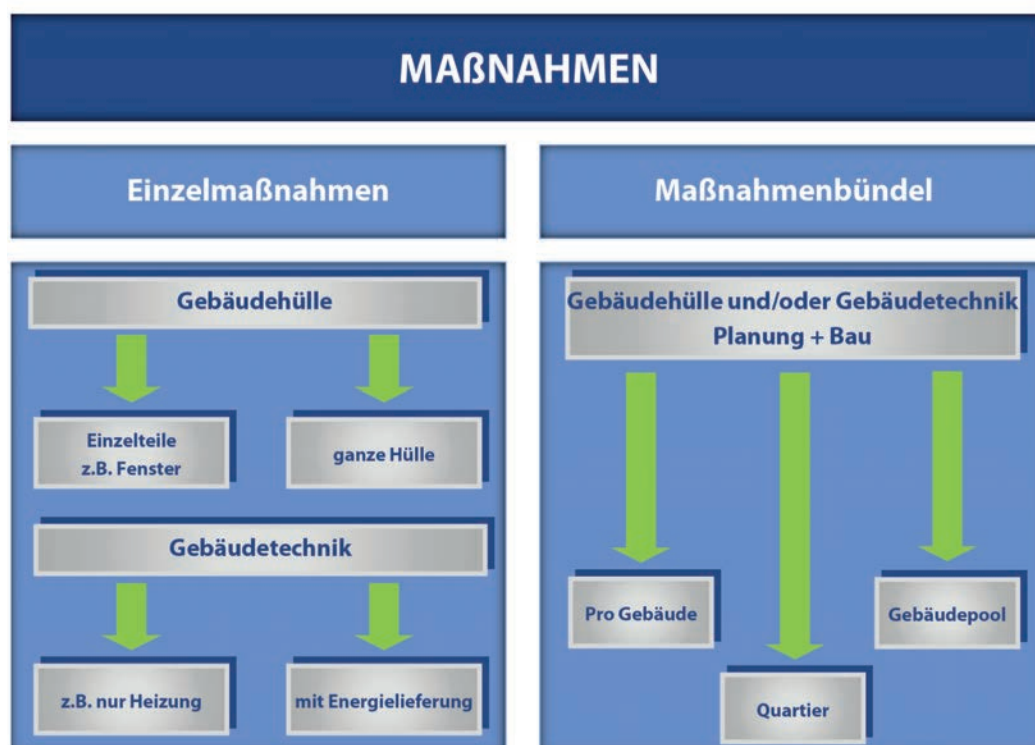 MAßNAHMEN
Einzelmaßnahmen
Gebäudehülle
Einzelteile
z.B. Fenster
ganze Hülle
Gebäudetechnik
z.B. nur Heizung
mit Energielieferung
Maßnahmenbündel
Gebäudehülle und/oder Gebäudetechnik
Planung + Bau
Pro Gebäude
Gebäudepool
Quartier